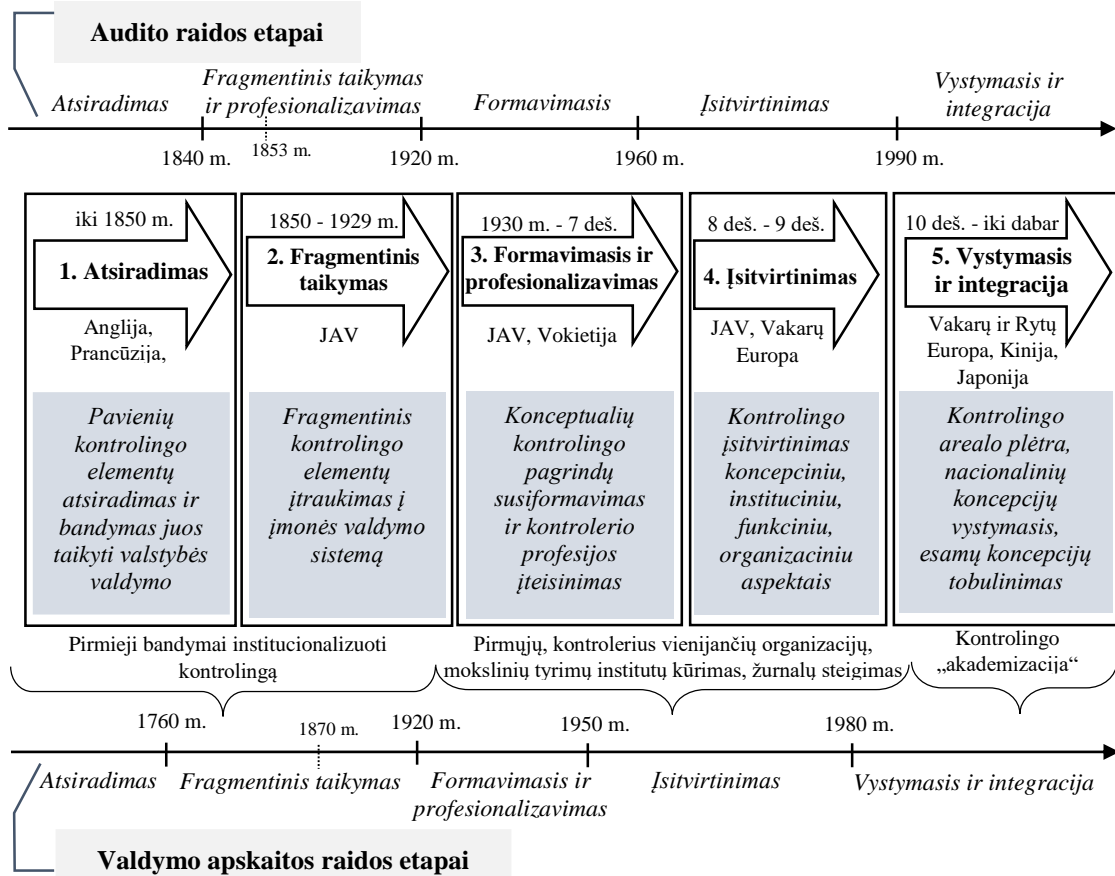 Audito raidos etapai
Atsiradimas
Fragmentinis taikymas
ir profesionalizavimas
Formavimasis
Įsitvirtinimas
Vystymasis ir
integracija
1840 m.
1853 m.
1920 m.
1960 m.
1990 m.
iki 1850 m.
1. Atsiradimas
Anglija,
Prancūzija,
Pavienių
kontrolingo
elementų
atsiradimas ir
bandymas juos
taikyti valstybės
valdymo
1850 - 1929 m.
2. Fragmentinis
taikymas
JAV
Fragmentinis
kontrolingo
elementų
įtraukimas į
įmonės valdymo
sistemą
1930 m. - 7 deš.
3. Formavimasis ir
profesionalizavimas
JAV, Vokietija
Konceptualių
kontrolingo
pagrindų
susiformavimas
ir kontrolerio
profesijos
įteisinimas
8 deš. - 9 deš.
4. Įsitvirtinimas
JAV, Vakarų
Europa
Kontrolingo
įsitvirtinimas
koncepciniu,
instituciniu,
funkciniu,
organizaciniu
aspektais
10 deš. - iki dabar
5. Vystymasis
ir integracija
Vakarų ir Rytų
Europa, Kinija,
Japonija
Kontrolingo
arealo plėtra,
nacionalinių
koncepcijų
vystymasis,
esamų koncepcijų
tobulinimas
Pirmieji bandymai institucionalizuoti
kontrolingą
Pirmųjų, kontrolerius vienijančių organizacijų,
mokslinių tyrimų institutų kūrimas, žurnalų steigimas
Kontrolingo
„akademizacija“
1760 m.
1870 m.
1920 m.
1950 m.
1980 m.
Atsiradimas
Fragmentinis taikymas
Formavimasis ir
profesionalizavimas
Įsitvirtinimas
Vystymasis ir integracija
Valdymo apskaitos raidos etapai